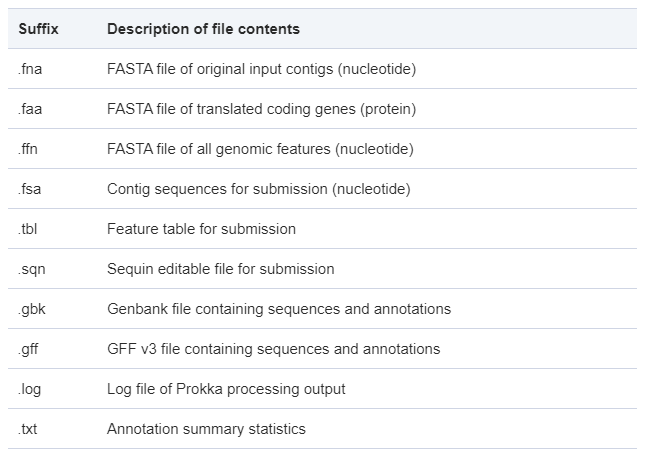 Suffix Description of file contents
.fna FASTA file of original input contigs (nucleotide)
.faa FASTA file of translated coding genes (protein)
.ffn FASTA file of all genomic features (nucleotide)
.fsa Contig sequences for submission (nucleotide)
.tbl Feature table for submission
.sqn Sequin editable file for submission
.gbk Genbank file containing sequences and annotations
.gff GFF v3 file containing sequences and annotations
.log Log file of Prokka processing output
.txt Annotation summary statistics